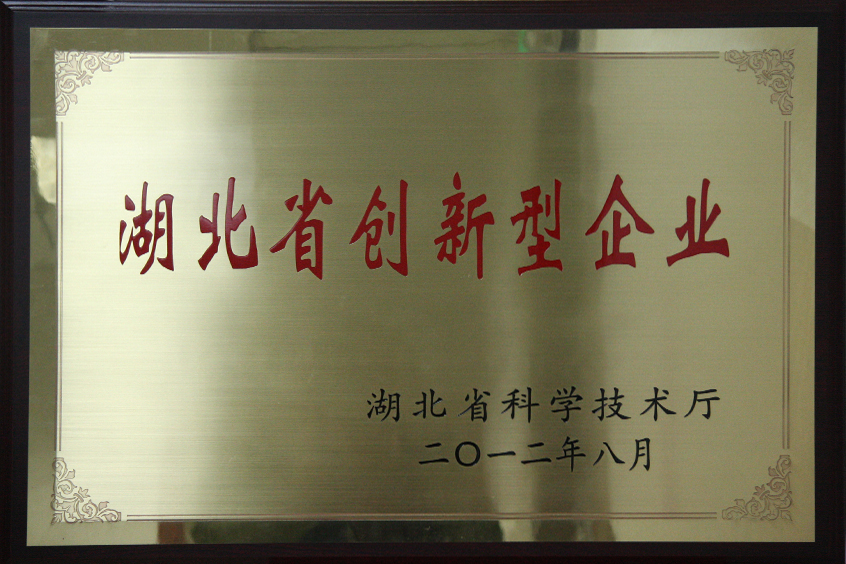 湖北省创新型企业
湖北省科学技术厅
二〇一二年八月